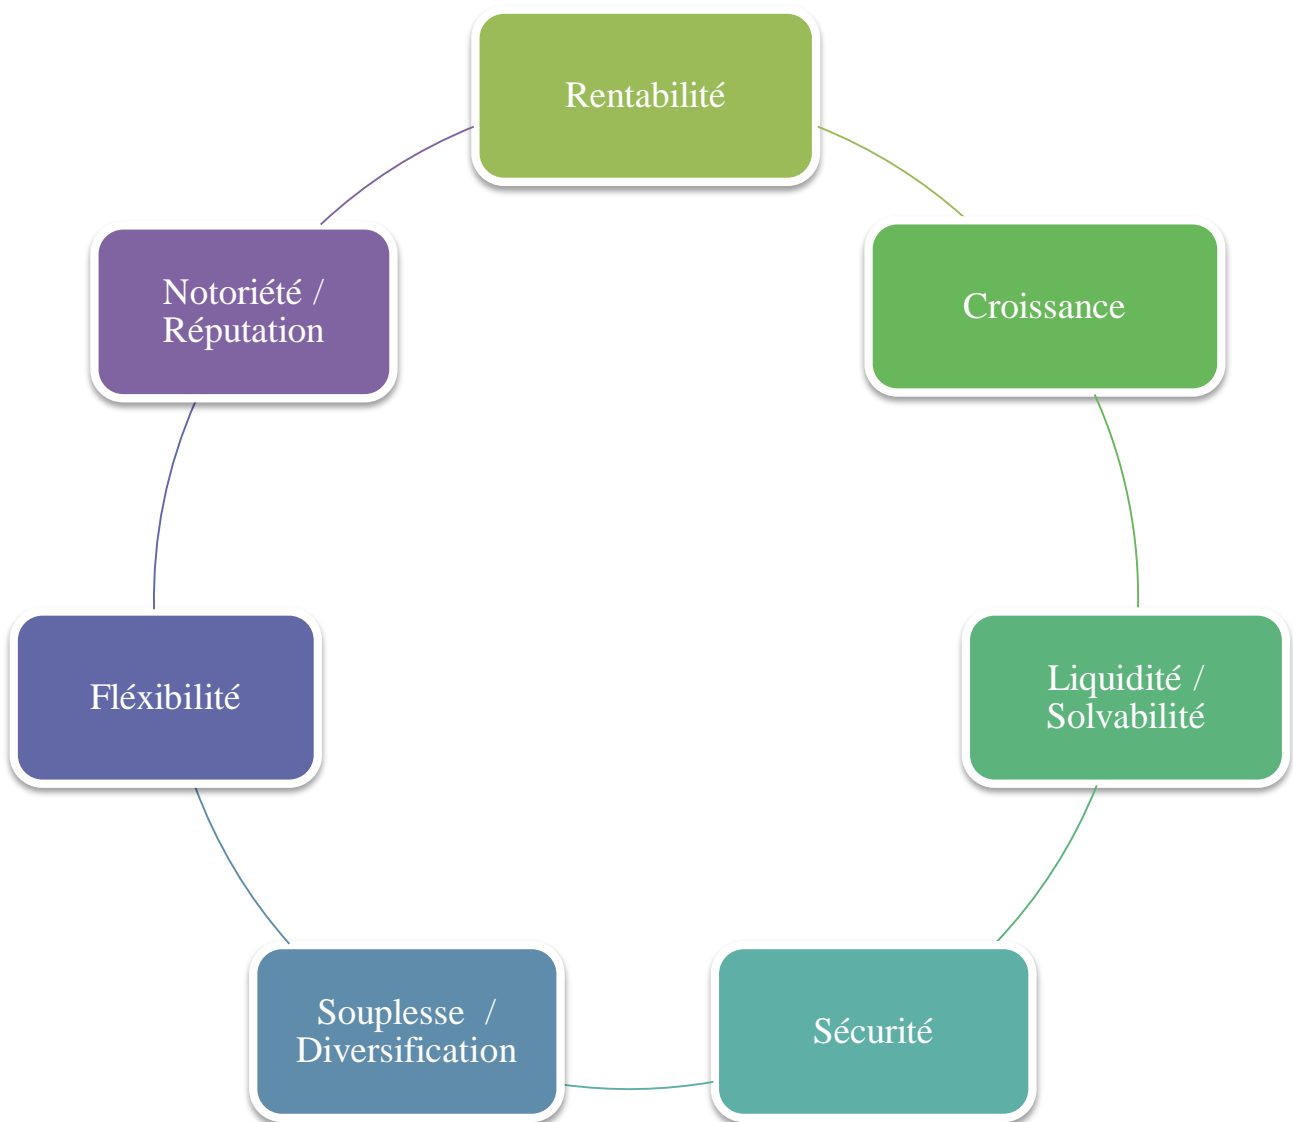 Rentabilité
Croissance
Liquidité /
Solvabilité
Sécurité
Souplesse /
Diversification
Fléxibilité
Notoriété /
Réputation